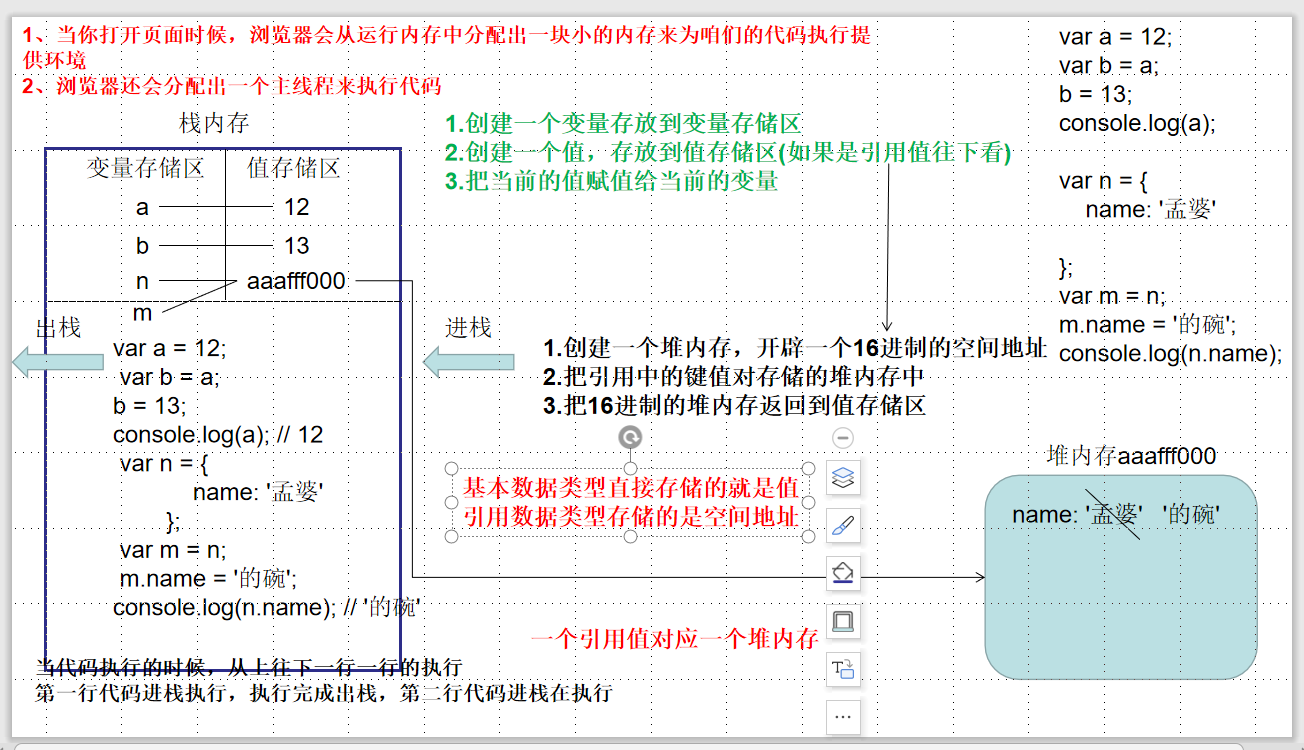 1、当你打开页面时候，浏览器会从运行内存中分配出一块小的内存来为咱们的代码执行提
供环境
2、浏览器还会分配出一个主线程来执行代码
栈内存
变量存储区 值存储区
a 12
b 13
n aaafff000
m
出栈
var a = 12;
var b = a;
b = 13;
console.log(a); // 12
var n = {
name: '孟婆'
};
var m = n;
m.name = '的碗';
console.log(n.name); // '的碗'
当代码执行的时候，从上往下一行一行的执行
第一行代码进栈执行，执行完成出栈，第二行代码进栈在执行
1.创建一个变量存放到变量存储区
2.创建一个值，存放到值存储区(如果是引用值往下看)
3.把当前的值赋值给当前的变量
进栈
1.创建一个堆内存，开辟一个16进制的空间地址
2.把引用中的键值对存储的堆内存中
3.把16进制的堆内存返回到值存储区
基本数据类型直接存储的就是值
引用数据类型存储的是空间地址
一个引用值对应一个堆内存
var a = 12;
var b = a;
b = 13;
console.log(a);
var n = {
name: '孟婆'
};
var m = n;
m.name = '的碗';
console.log(n.name);
堆内存aaafff000
name: '孟婆' '的碗'